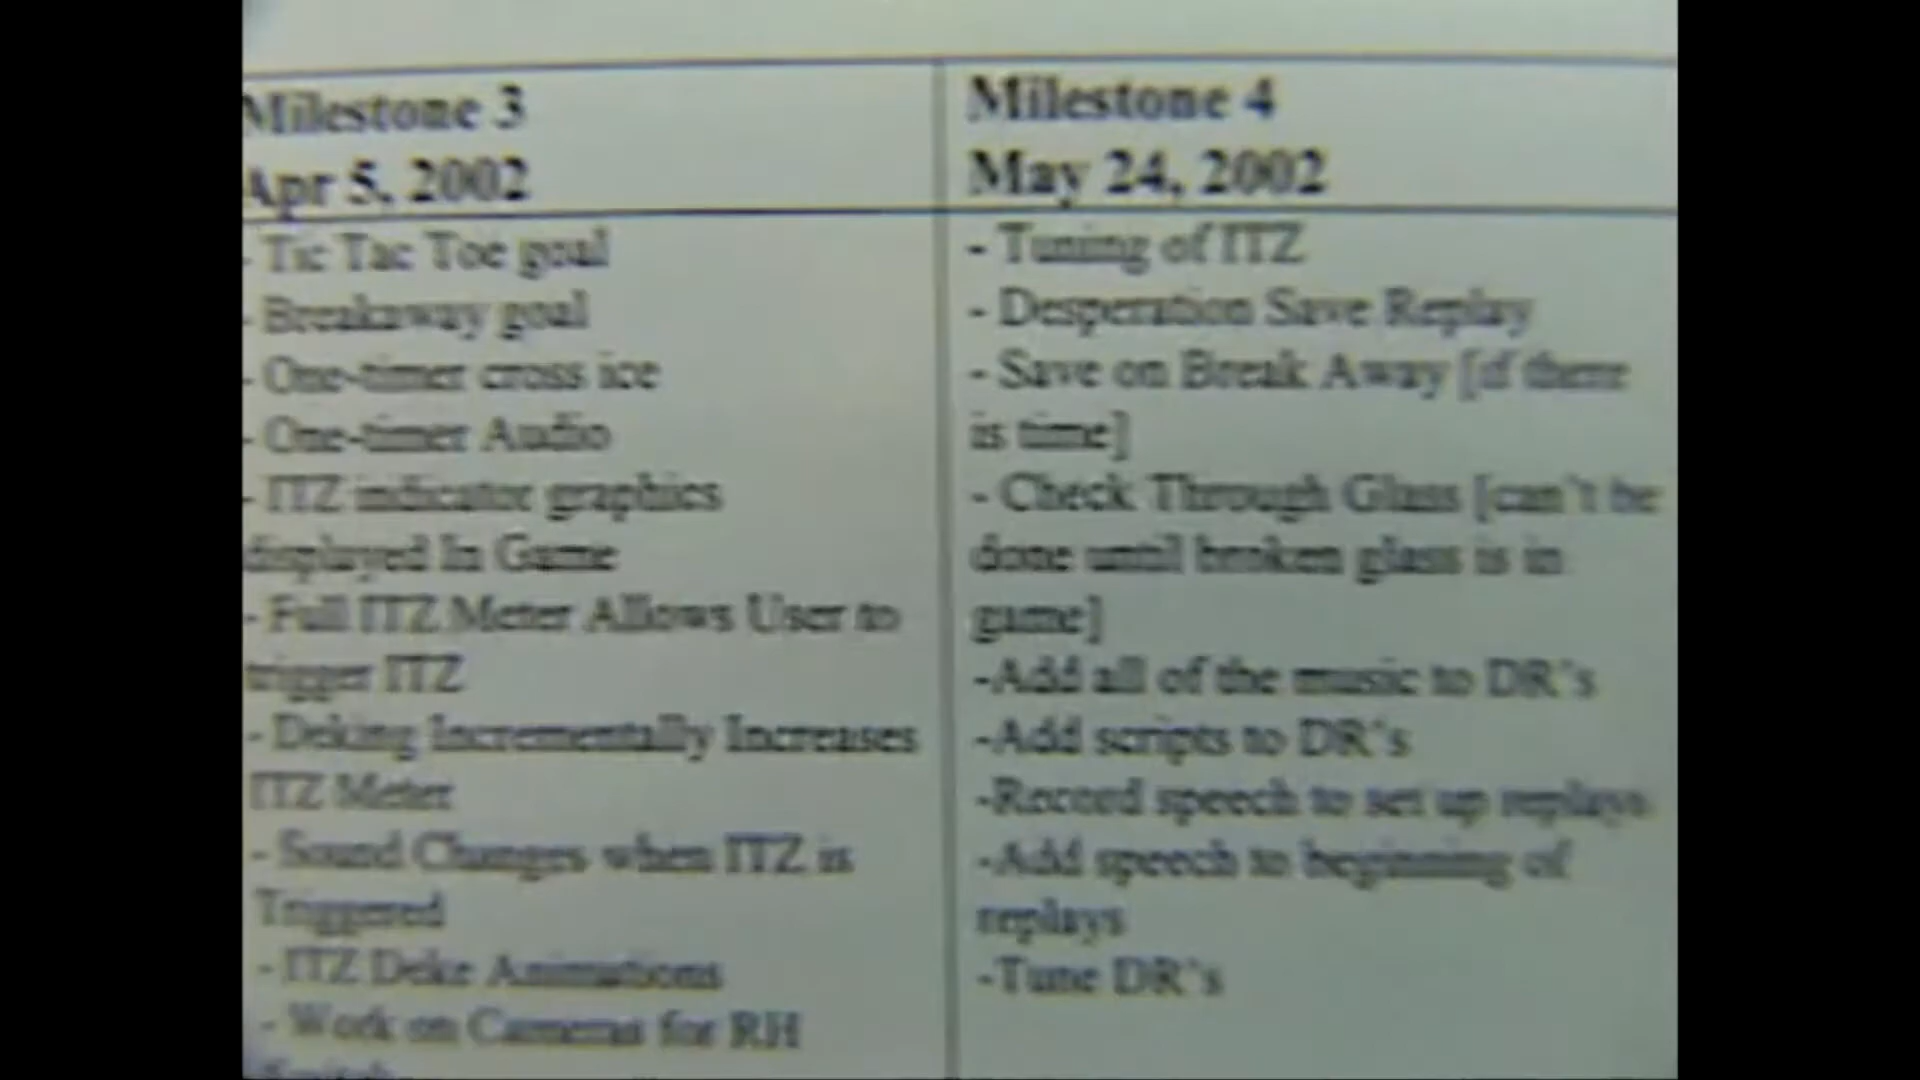 Milestone 3
Apr 5, 2002
- Tic Tac Toe goal
- Breakaway goal
- One-timer cross ice
- One-timer Audio
- ITZ indicator graphics
displayed In Game
- Full ITZ Meter Allows User to
trigger ITZ
- Deking Incrementally Increases
ITZ Meter
- Sound Changes when ITZ is
Triggered
- ITZ Deke Animations
- Work on Cameras for RH
Milestone 4
May 24, 2002
- Tuning of ITZ
- Desperation Save Replay
- Save on Break Away [if there
is time]
- Check Through Glass [can't be
done until broken glass is in
game]
-Add all of the music to DR's
-Add scripts to DR's
-Record speech to set up replays
-Add speech to beginning of
replays
-Tune DR's